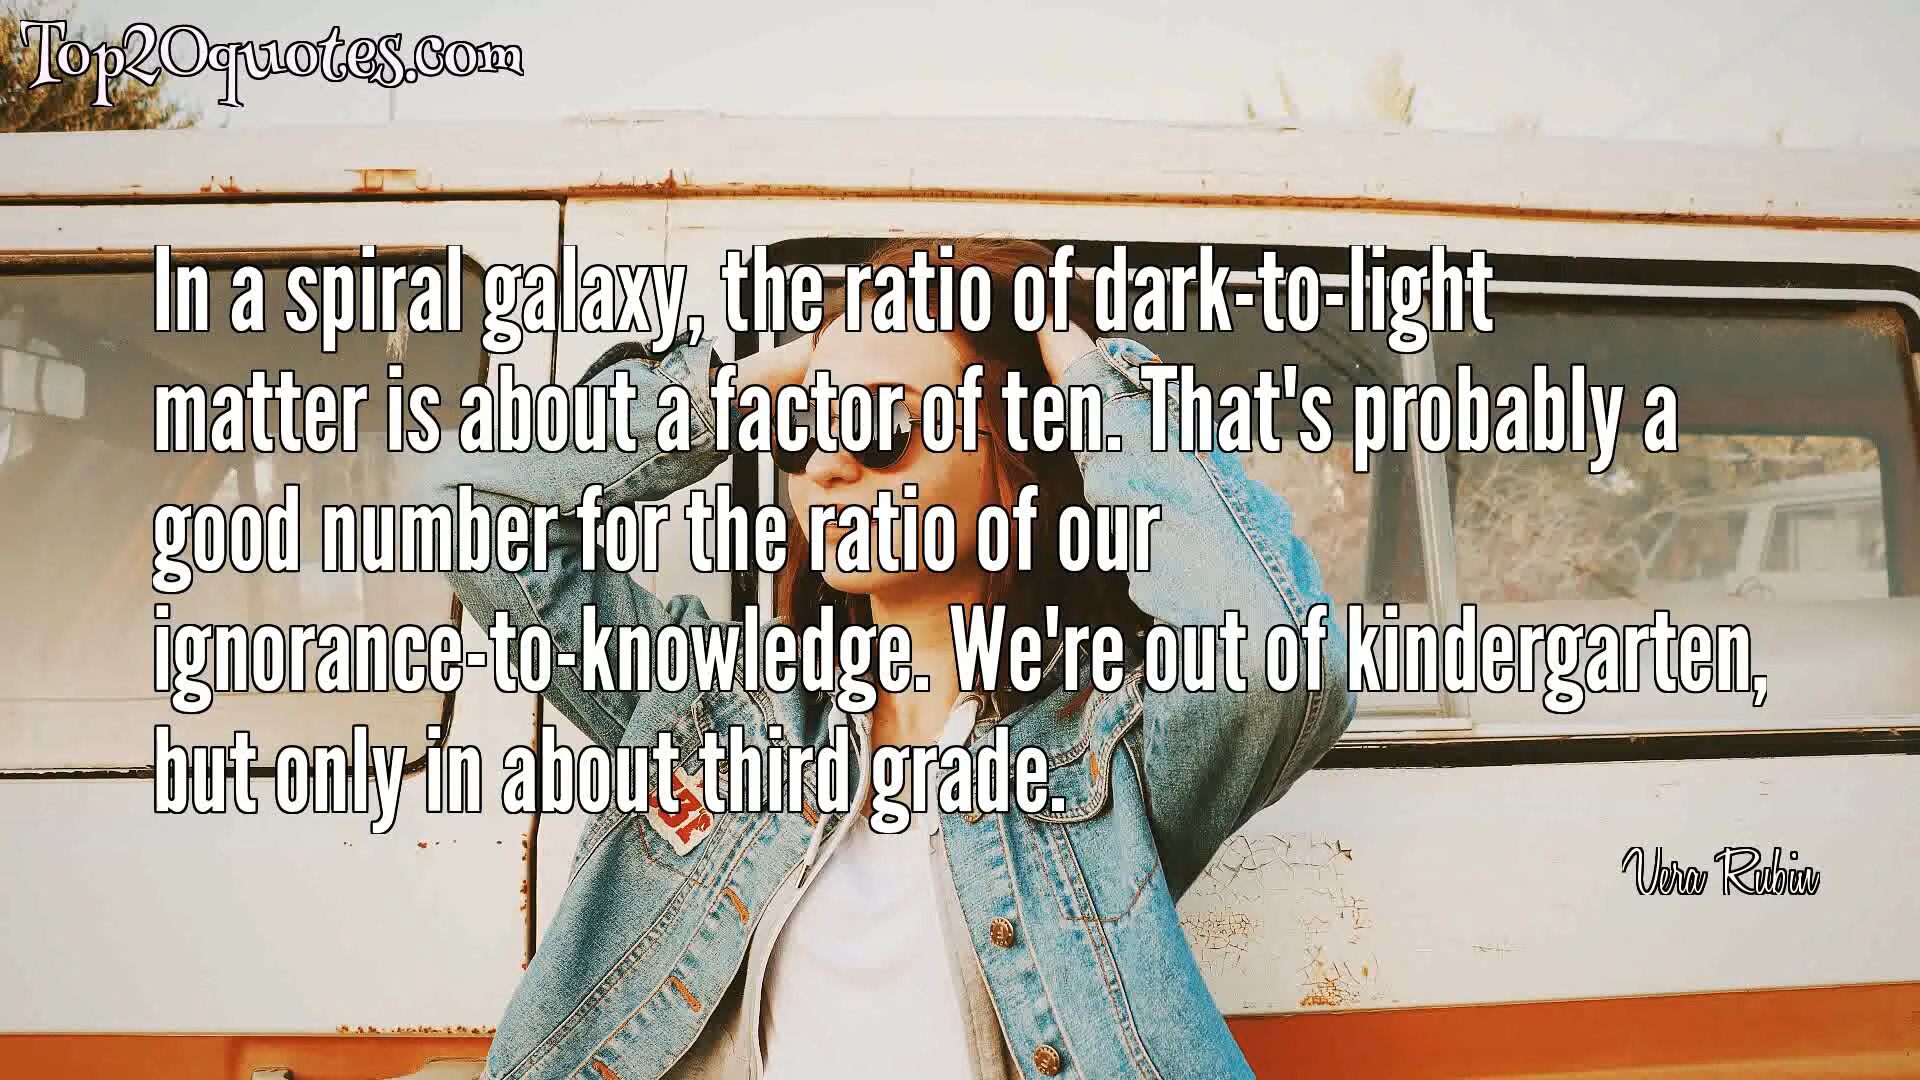 Top20quotes.com
In a spiral galaxy, the ratio of dark-to-light
matter is about a factor of ten. That's probably a
good number for the ratio of our
ignorance-to-knowledge. We're out of kindergarten,
but only in about third grade.
Vera Rubin